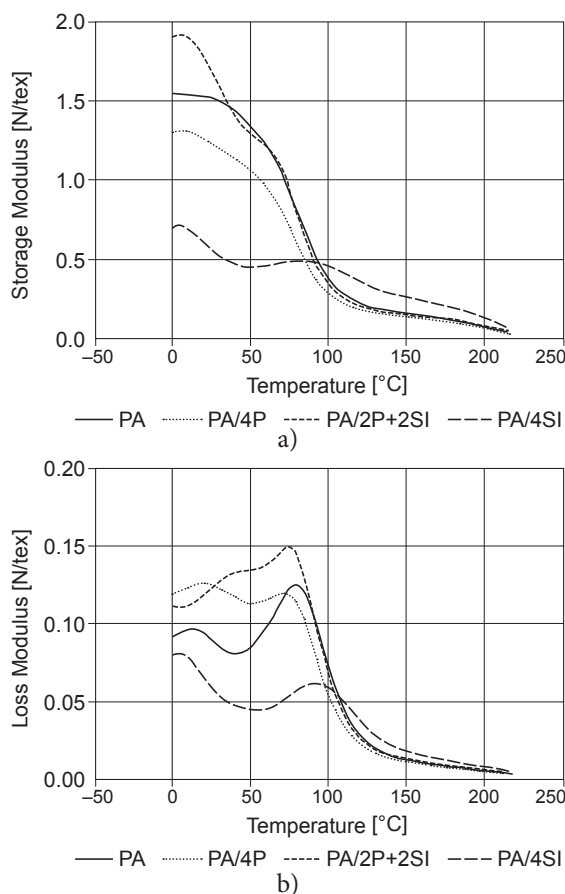 2.0
1.5
1.0
0.5
0.0
Storage Modulus [N/tex]
−50 0 50 100 150 200 250
Temperature [°C]
PA PA/4P PA/2P+2SI PA/4SI
a)
0.20
0.15
0.10
0.05
0.00
Loss Modulus [N/tex]
−50 0 50 100 150 200 250
Temperature [°C]
PA PA/4P PA/2P+2SI PA/4SI
b)